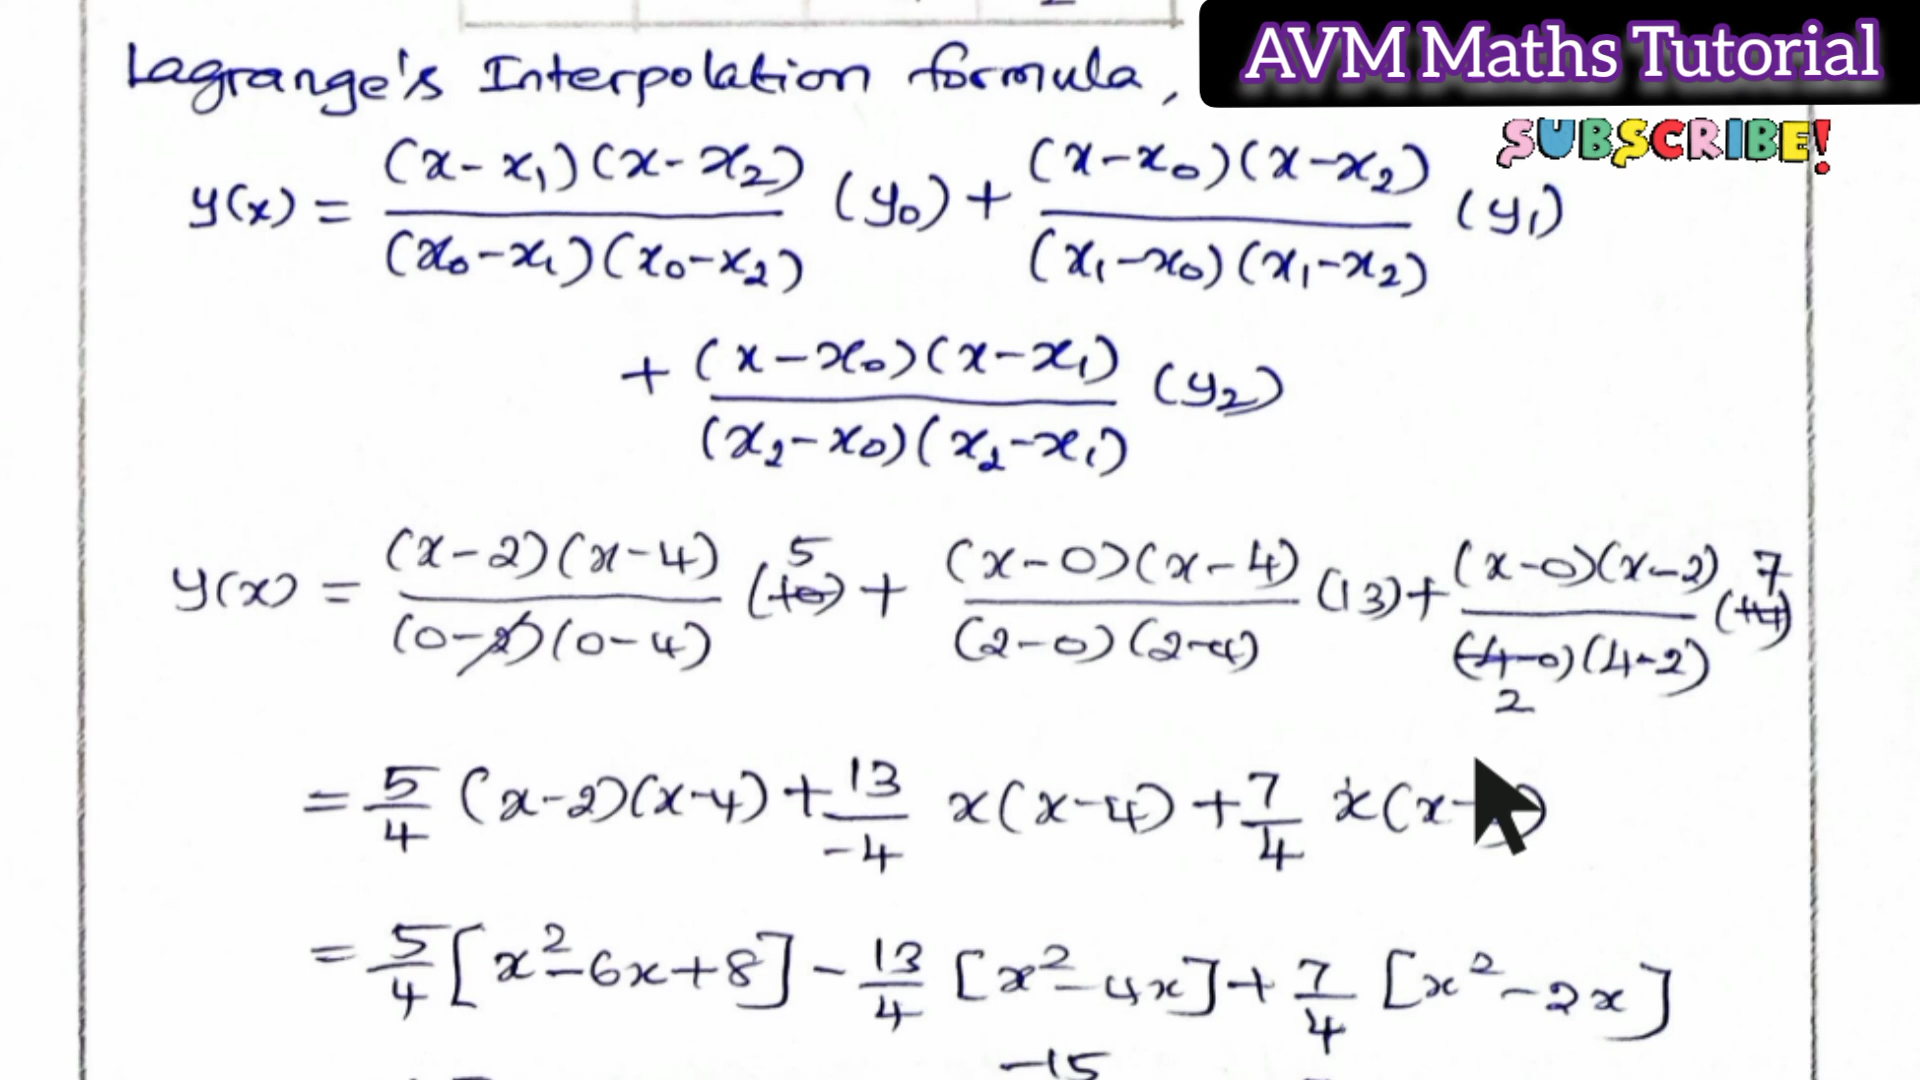 AVM Maths Tutorial
SUBSCRIBE!
Lagrange's Interpolation formula,
y(x) = (x-x₁)(x-x₂)/(x₀-x₁)(x₀-x₂) (y₀) + (x-x₀)(x-x₂)/(x₁-x₀)(x₁-x₂) (y₁)
+ (x-x₀)(x-x₁)/(x₂-x₀)(x₂-x₁) (y₂)
y(x) = (x-2)(x-4)/(0-2)(0-4) (10) 5 + (x-0)(x-4)/(2-0)(2-4) (13) + (x-0)(x-2)/(4-0)(4-2) (14) 7
2
= 5/4 (x-2)(x-4) + 13/-4 x(x-4) + 7/4 x(x-
= 5/4 [x²-6x+8] - 13/4 [x²-4x] + 7/4 [x²-2x]
-15